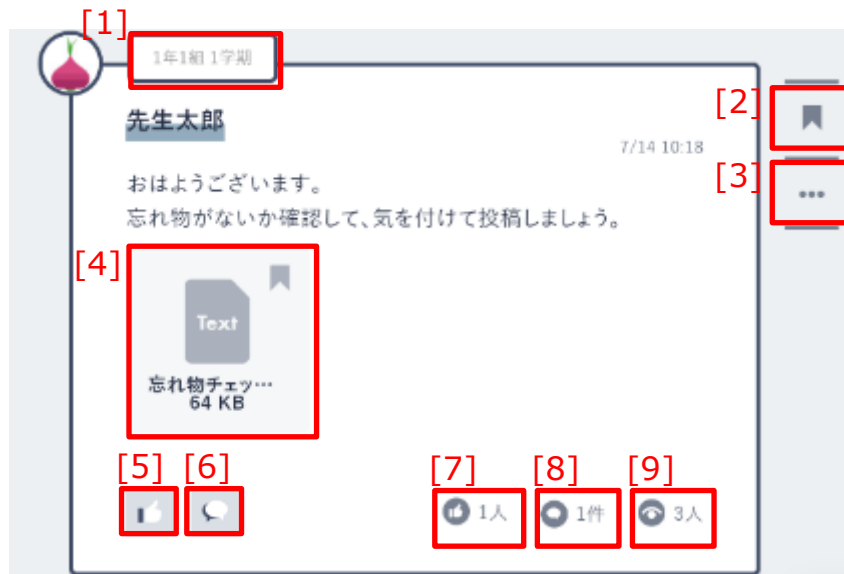 [1]
1年1組 1学期
[2]
先生太郎
7/14 10:18
[3]
おはようございます。
忘れ物がないか確認して、気を付けて投稿しましょう。
[4]
Text
忘れ物チェッ…
64 KB
[5] [6] [7] [8] [9]
1人 1件 3人